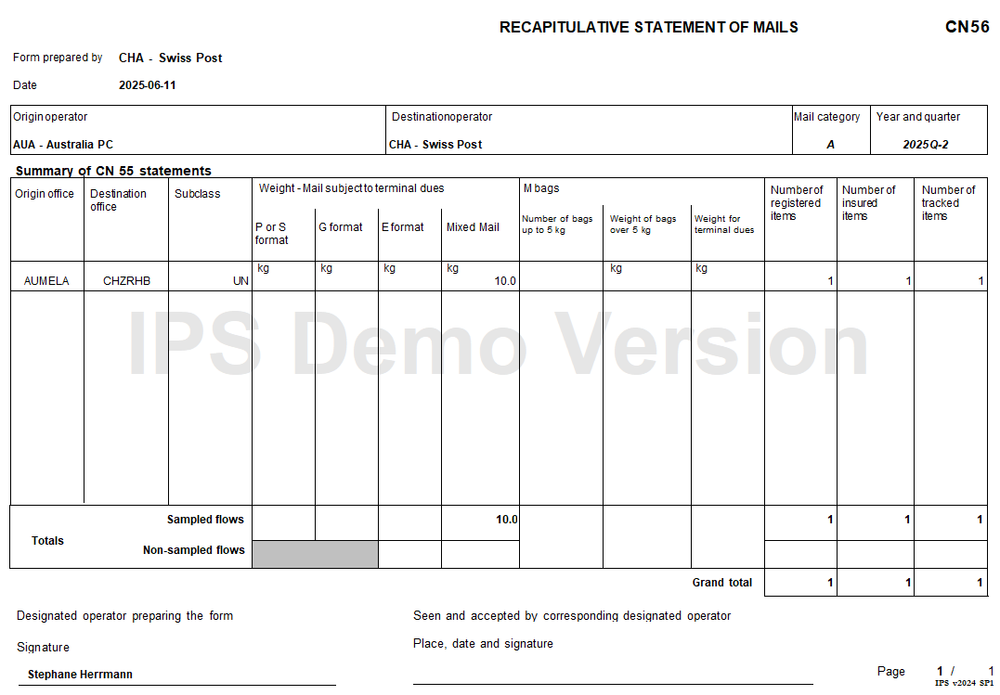 RECAPITULATIVE STATEMENT OF MAILS CN56
Form prepared by CHA - Swiss Post
Date 2025-06-11
Origin operator Destination operator Mail category Year and quarter
AUA - Australia PC CHA - Swiss Post A 2025Q-2
Summary of CN 55 statements
Origin office Destination office Subclass Weight - Mail subject to terminal dues M bags Number of registered items Number of insured items Number of tracked items
P or S format G format E format Mixed Mail Number of bags up to 5 kg Weight of bags over 5 kg Weight for terminal dues
kg kg kg kg kg kg
AUMELA CHZRHB UN 10.0 1 1 1
IPS Demo Version
Sampled flows 10.0 1 1 1
Totals
Non-sampled flows
Grand total 1 1 1
Designated operator preparing the form Seen and accepted by corresponding designated operator
Signature Place, date and signature
Stephane Herrmann
Page 1 / 1
IPS v2024 SP1